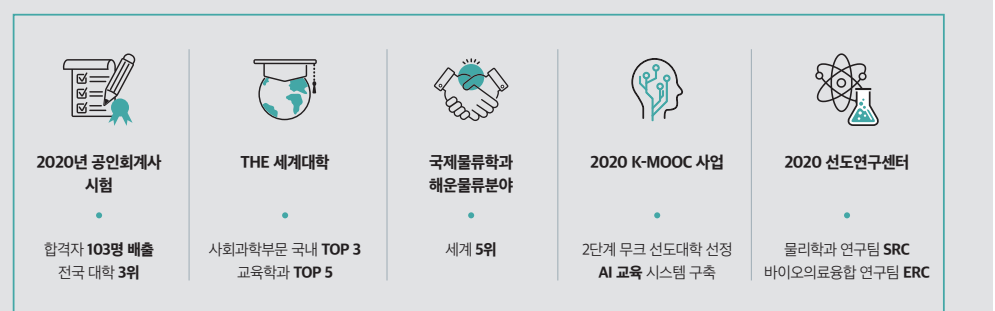 2020년 공인회계사
시험
합격자 103명 배출
전국 대학 3위
THE 세계대학
사회과학부문 국내 TOP 3
교육학과 TOP 5
국제물류학과
해운물류분야
세계 5위
2020 K-MOOC 사업
2단계 무크 선도대학 선정
AI 교육 시스템 구축
2020 선도연구센터
물리학과 연구팀 SRC
바이오의료융합 연구팀 ERC